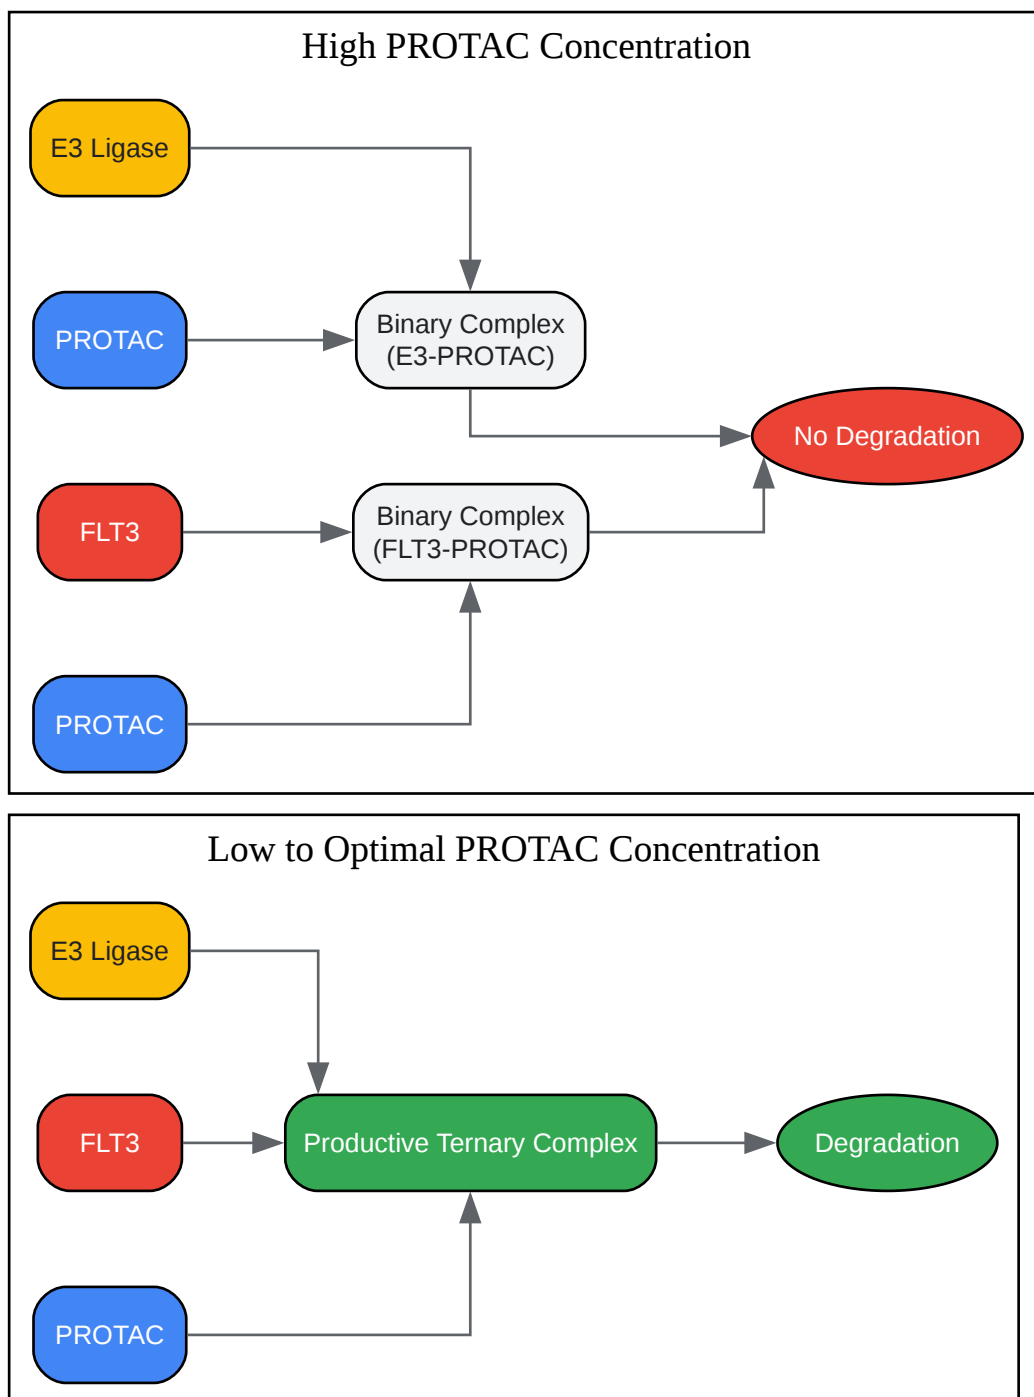 High PROTAC Concentration
E3 Ligase
PROTAC
Binary Complex
(E3-PROTAC)
No Degradation
FLT3
Binary Complex
(FLT3-PROTAC)
PROTAC
Low to Optimal PROTAC Concentration
E3 Ligase
FLT3
Productive Ternary Complex
Degradation
PROTAC